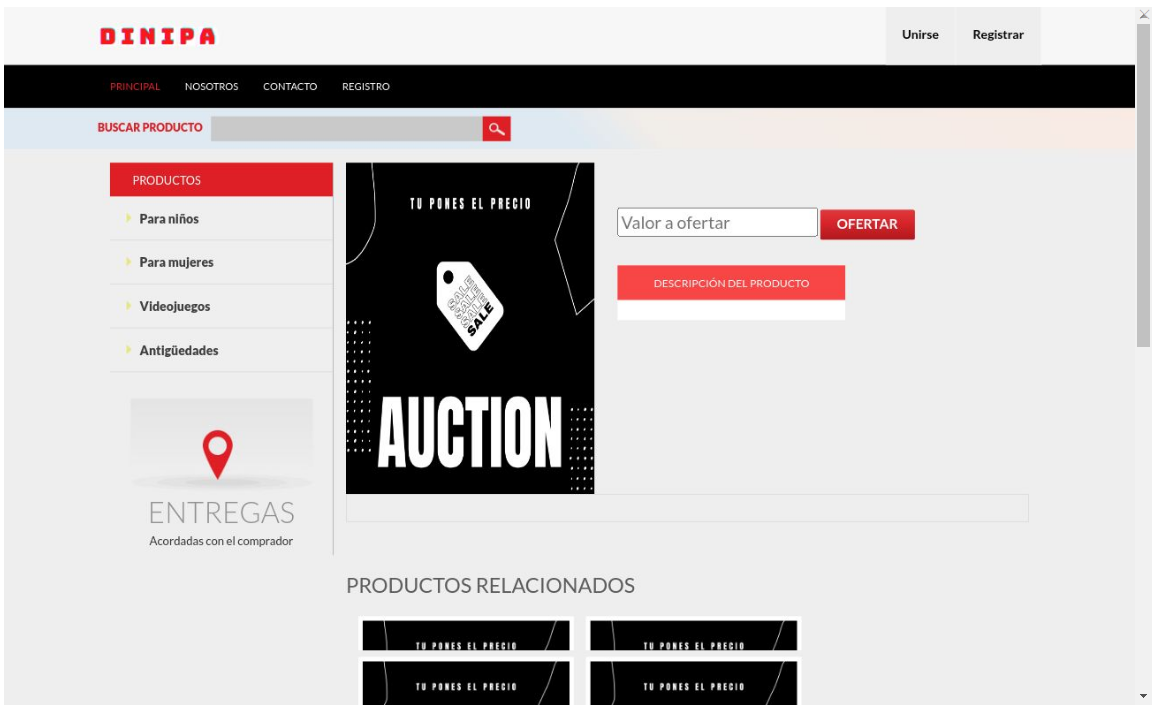 DINIPA
Unirse Registrar
PRINCIPAL NOSOTROS CONTACTO REGISTRO
BUSCAR PRODUCTO
PRODUCTOS
Para niños
Para mujeres
Videojuegos
Antigüedades
ENTREGAS
Acordadas con el comprador
TU PONES EL PRECIO
SALE
SALE
SALE
SALE
AUCTION
Valor a ofertar OFERTAR
DESCRIPCIÓN DEL PRODUCTO
PRODUCTOS RELACIONADOS
TU PONES EL PRECIO TU PONES EL PRECIO
TU PONES EL PRECIO TU PONES EL PRECIO